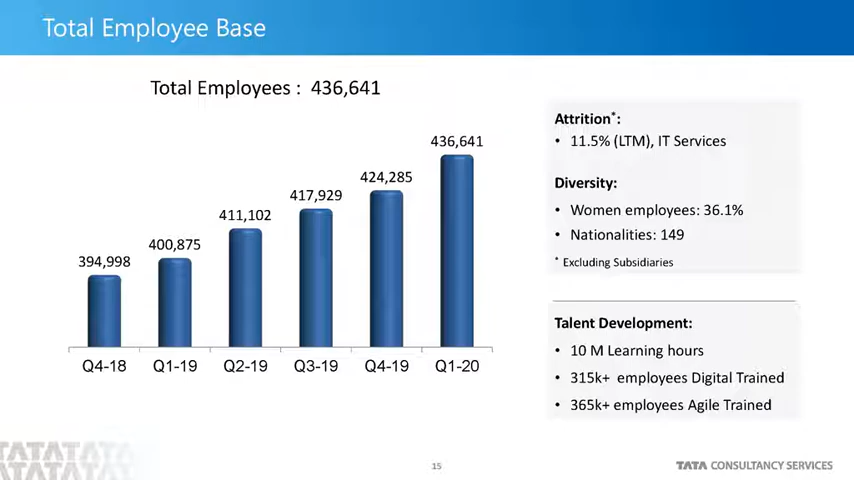 Total Employee Base
Total Employees : 436,641
394,998
400,875
411,102
417,929
424,285
436,641
Q4-18
Q1-19
Q2-19
Q3-19
Q4-19
Q1-20
Attrition*:
• 11.5% (LTM), IT Services
Diversity:
• Women employees: 36.1%
• Nationalities: 149
* Excluding Subsidiaries
Talent Development:
• 10 M Learning hours
• 315k+ employees Digital Trained
• 365k+ employees Agile Trained
TATATATATATA
TATATATATATA
15
TATA CONSULTANCY SERVICES